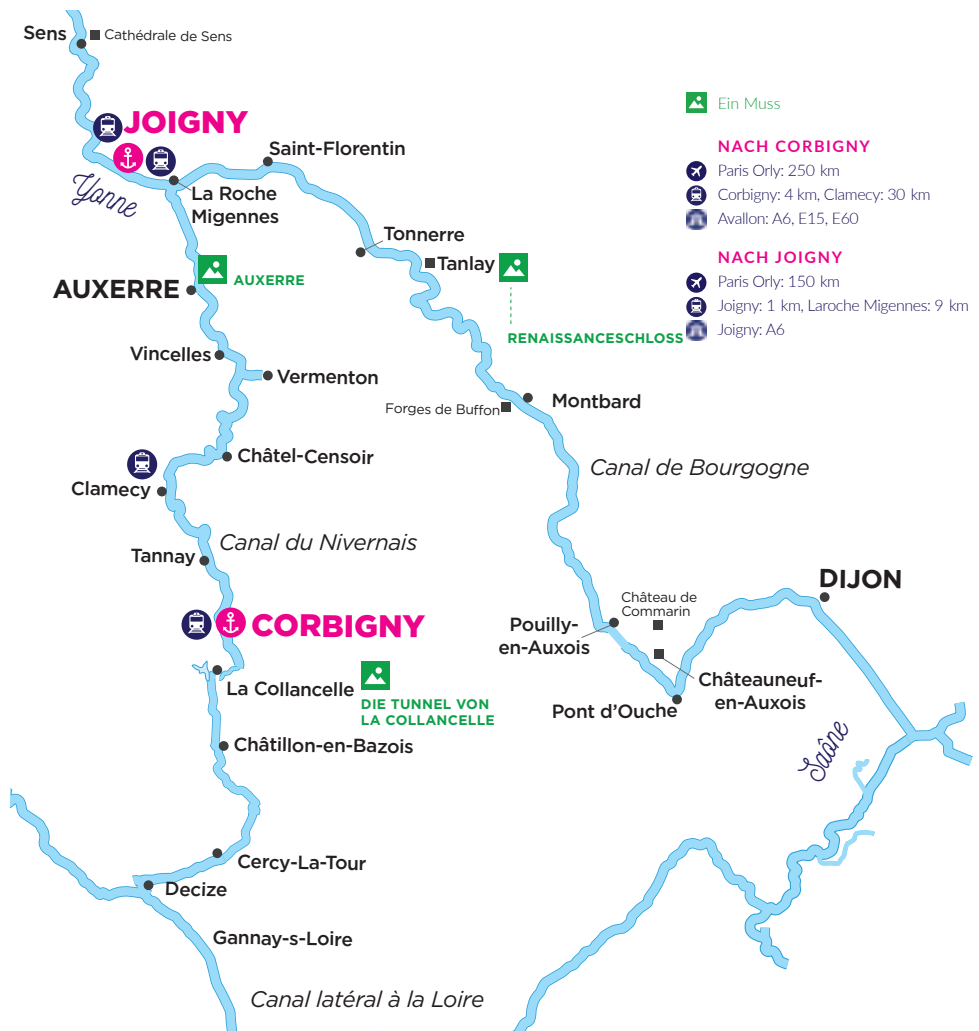 Sens
Cathédrale de Sens
JOIGNY
Yonne
La Roche
Migennes
Saint-Florentin
Tonnerre
Tanlay
RENAISSANCESCHLOSS
AUXERRE
AUXERRE
Vincelles
Vermenton
Forges de Buffon
Montbard
Châtel-Censoir
Canal de Bourgogne
Clamecy
Canal du Nivernais
Tannay
CORBIGNY
La Collancelle
DIE TUNNEL VON
LA COLLANCELLE
Châtillon-en-Bazois
Cercy-La-Tour
Decize
Gannay-s-Loire
Canal latéral à la Loire
DIJON
Château de
Commarin
Pouilly-
en-Auxois
Châteauneuf-
en-Auxois
Pont d'Ouche
Saône
Ein Muss
NACH CORBIGNY
Paris Orly: 250 km
Corbigny: 4 km, Clamecy: 30 km
Avallon: A6, E15, E60
NACH JOIGNY
Paris Orly: 150 km
Joigny: 1 km, Laroche Migennes: 9 km
Joigny: A6